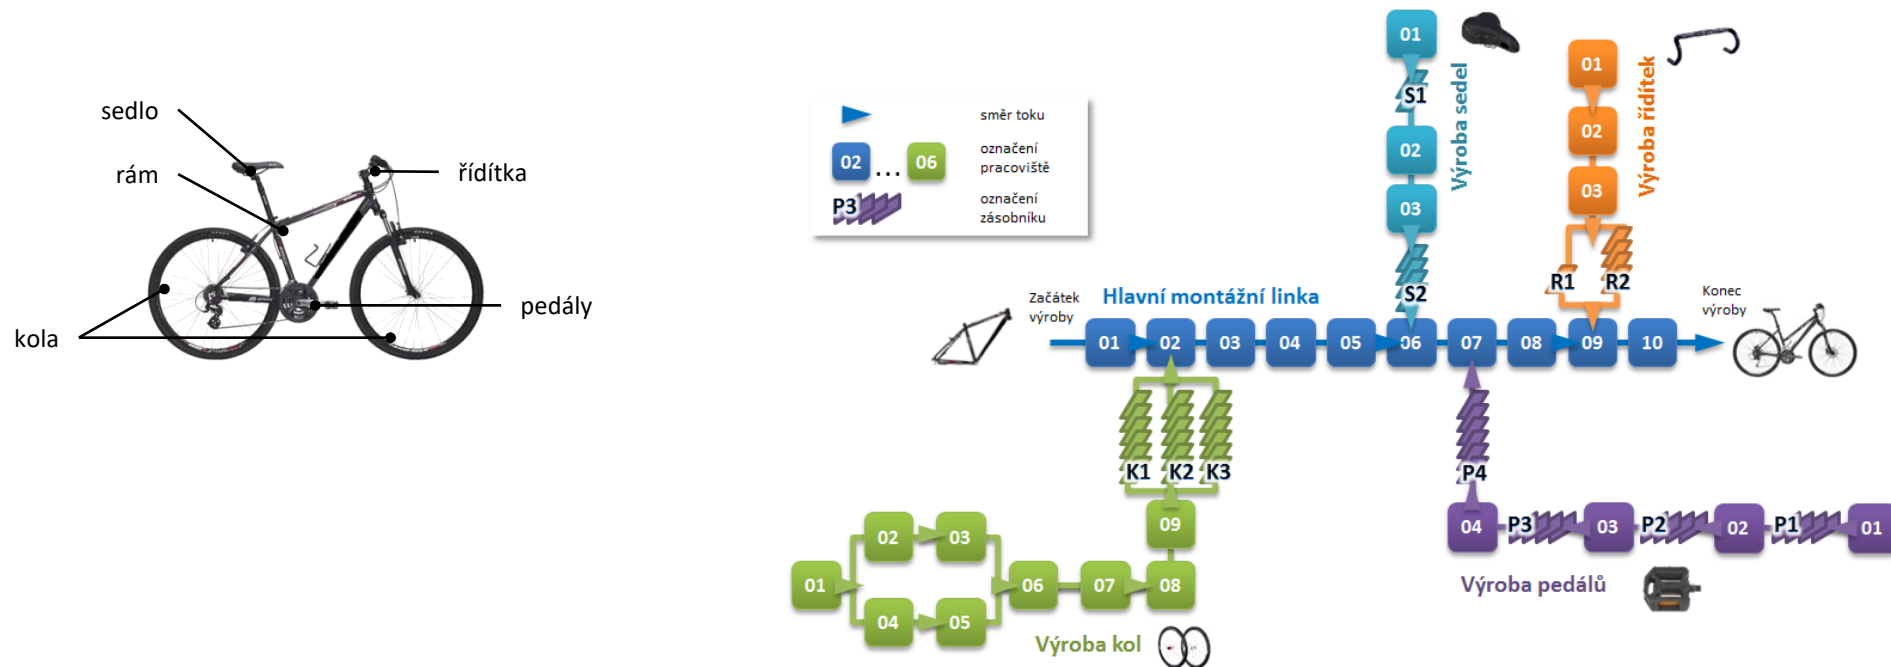 sedlo
rám
řídítka
pedály
kola
směr toku
02 ... 06
označení
pracoviště
P3
označení
zásobníku
01
S1
02
03
S2
Výroba sedel
01
02
03
R1
R2
Výroba řídítek
Začátek
výroby
Hlavní montážní linka
Konec
výroby
01
02
03
04
05
06
07
08
09
10
K1
K2
K3
09
02
03
01
06
07
08
04
05
Výroba kol
P4
04
P3
03
P2
02
P1
01
Výroba pedálů